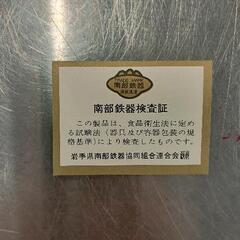 TRADE MARK
南部鉄器
南部鉄器検査証
この製品は、食品衛生法に定め
る試験法（器具及び容器包装の規
格基準）により検査したものです。
岩手県南部鉄器協同組合連合会